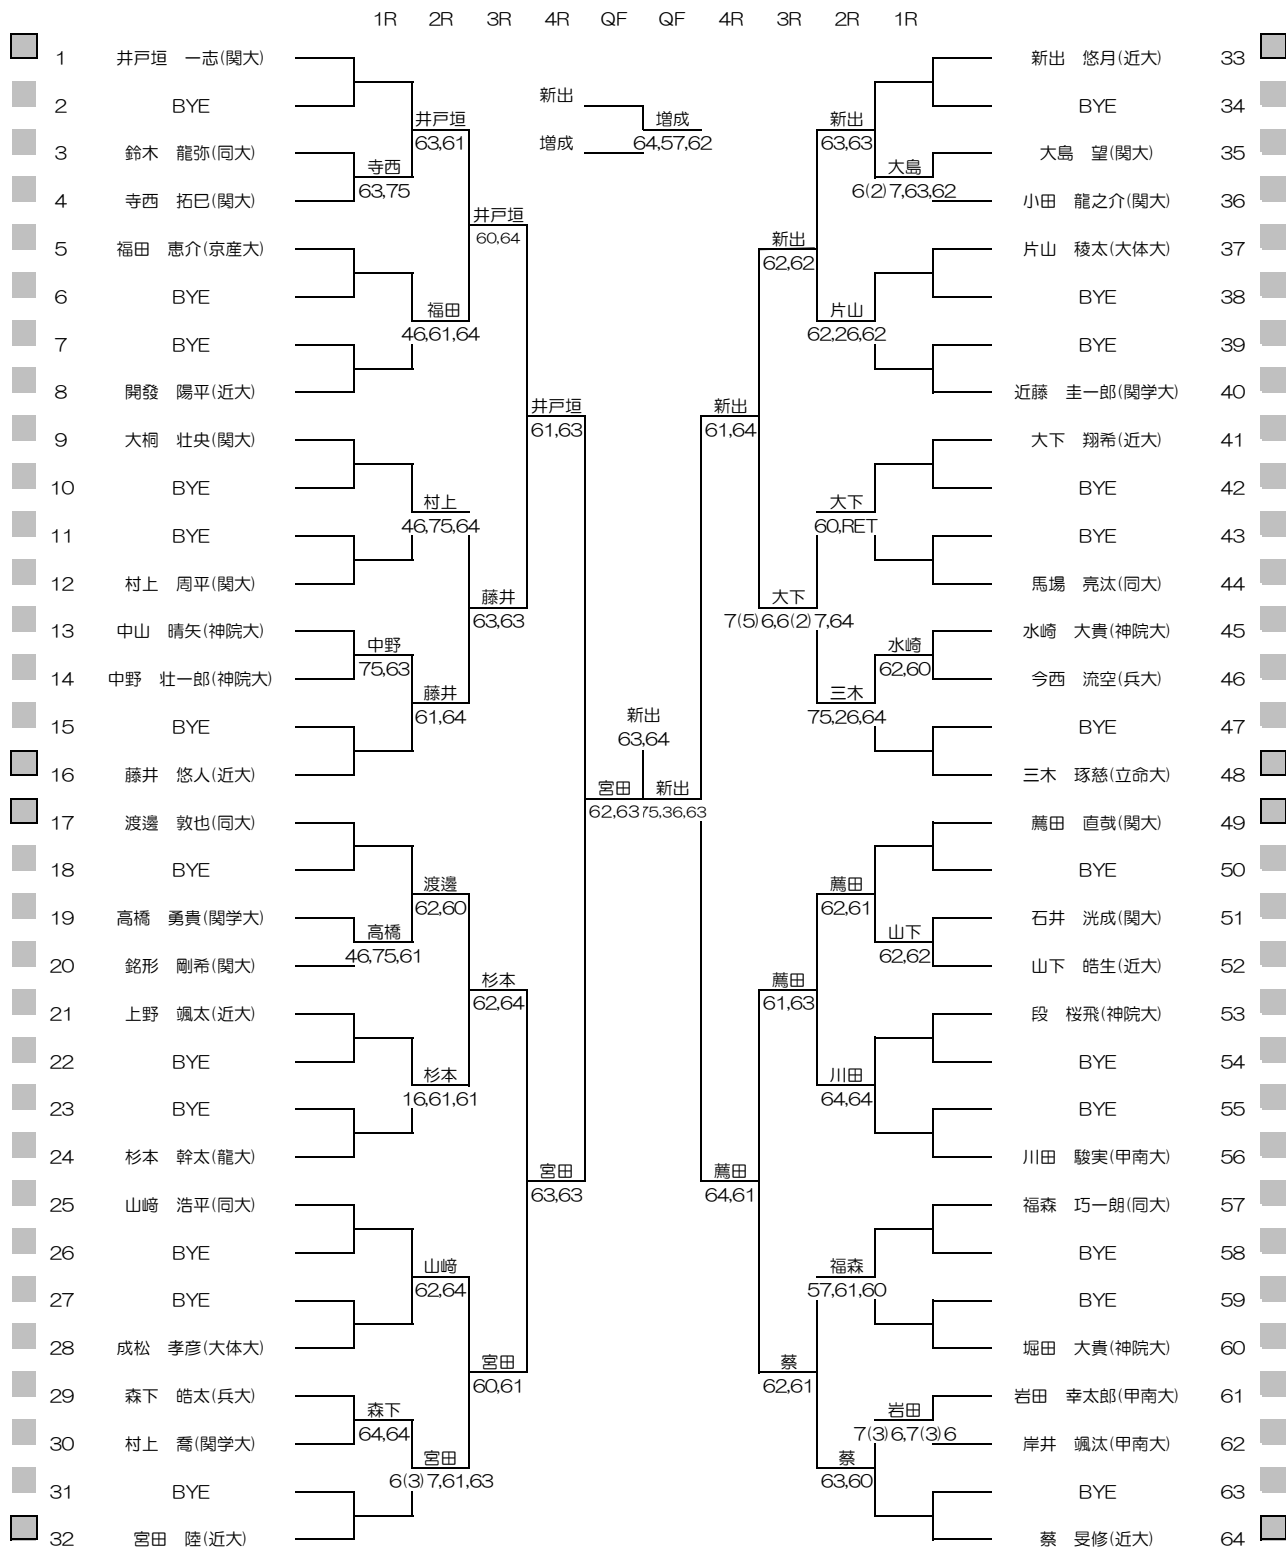 1R 2R 3R 4R QF QF 4R 3R 2R 1R
1 井戸垣 一志(関大) 新出 悠月(近大) 33
新出
2 BYE BYE 34
井戸垣 増成 新出
63,61 増成 64,57,62 63,63
3 鈴木 龍弥(同大) 大島 望(関大) 35
寺西 大島
63,75 6(2)7,63,62
4 寺西 拓巳(関大) 小田 龍之介(関大) 36
井戸垣
60,64 新出
5 福田 恵介(京産大) 片山 稜太(大体大) 37
62,62
6 BYE BYE 38
福田 片山
46,61,64 62,26,62
7 BYE BYE 39
8 開發 陽平(近大) 近藤 圭一郎(関学大) 40
井戸垣 新出
61,63 61,64
9 大桐 壮央(関大) 大下 翔希(近大) 41
10 BYE BYE 42
村上 大下
46,75,64 60,RET
11 BYE BYE 43
12 村上 周平(関大) 馬場 亮汰(同大) 44
藤井 大下
63,63 7(5)6,6(2)7,64
13 中山 晴矢(神院大) 水崎 大貴(神院大) 45
中野 水崎
75,63 62,60
14 中野 壮一郎(神院大) 今西 流空(兵大) 46
藤井 三木
61,64 新出 75,26,64
15 BYE BYE 47
63,64
16 藤井 悠人(近大) 三木 琢慈(立命大) 48
宮田 新出
62,63 75,36,63
17 渡邊 敦也(同大) 薦田 直哉(関大) 49
18 BYE BYE 50
渡邊 薦田
62,60 62,61
19 高橋 勇貴(関学大) 石井 洸成(関大) 51
高橋 山下
46,75,61 62,62
20 銘形 剛希(関大) 山下 皓生(近大) 52
杉本 薦田
62,64 61,63
21 上野 颯太(近大) 段 桜飛(神院大) 53
22 BYE BYE 54
杉本 川田
16,61,61 64,64
23 BYE BYE 55
24 杉本 幹太(龍大) 川田 駿実(甲南大) 56
宮田 薦田
63,63 64,61
25 山﨑 浩平(同大) 福森 巧一朗(同大) 57
26 BYE BYE 58
山﨑 福森
62,64 57,61,60
27 BYE BYE 59
28 成松 孝彦(大体大) 堀田 大貴(神院大) 60
宮田 蔡
60,61 62,61
29 森下 皓太(兵大) 岩田 幸太郎(甲南大) 61
森下 岩田
64,64 7(3)6,7(3)6
30 村上 喬(関学大) 岸井 颯汰(甲南大) 62
宮田 蔡
6(3)7,61,63 63,60
31 BYE BYE 63
32 宮田 陸(近大) 蔡 旻修(近大) 64